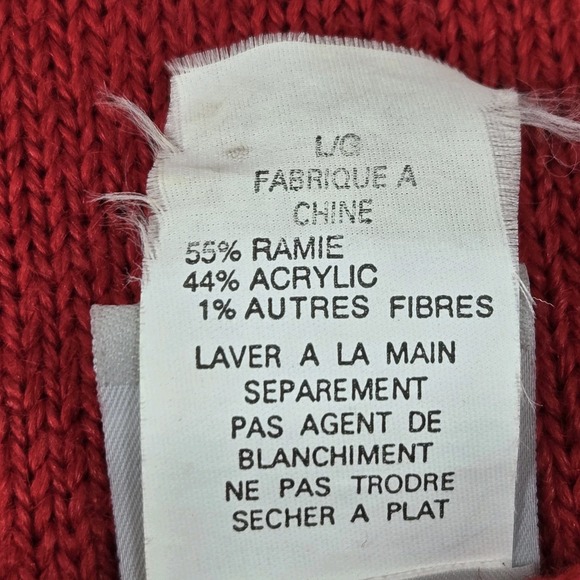 L/G
FABRIQUE A
CHINE
55% RAMIE
44% ACRYLIC
1% AUTRES FIBRES
LAVER A LA MAIN
SEPAREMENT
PAS AGENT DE
BLANCHIMENT
NE PAS TRODRE
SECHER A PLAT